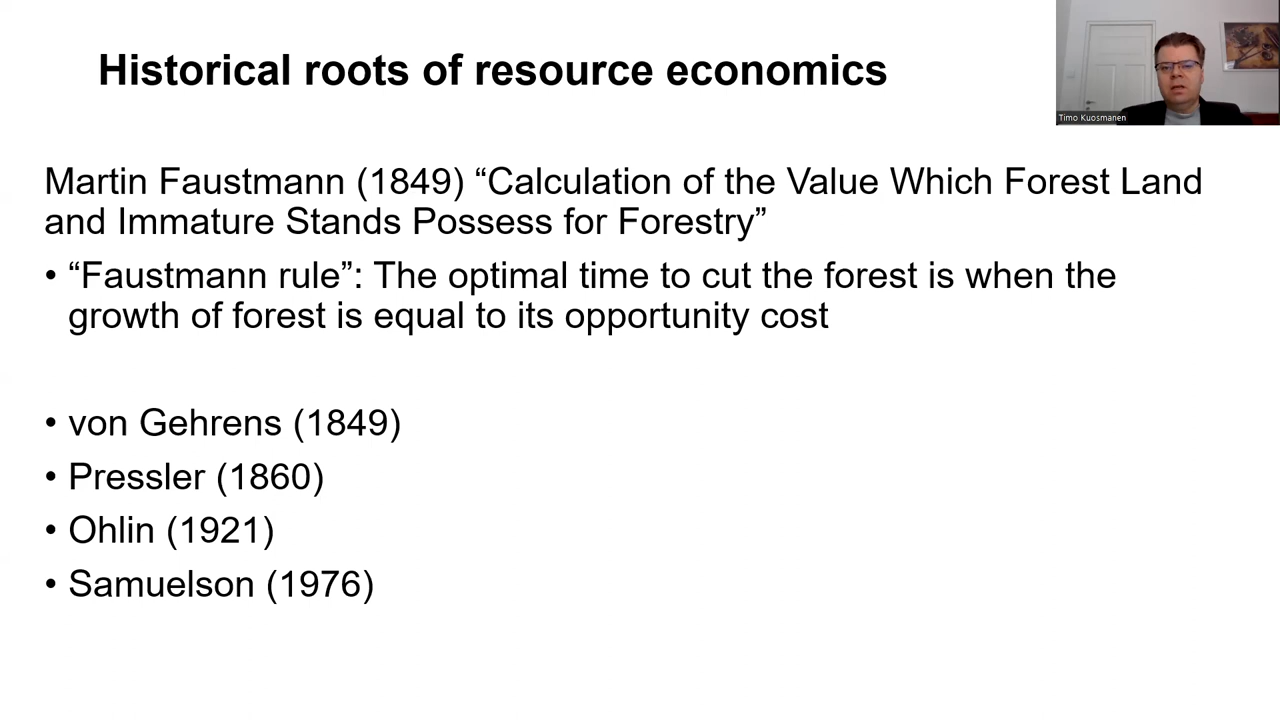 Historical roots of resource economics
Timo Kuosmanen
Martin Faustmann (1849) “Calculation of the Value Which Forest Land
and Immature Stands Possess for Forestry”
• “Faustmann rule”: The optimal time to cut the forest is when the
growth of forest is equal to its opportunity cost
• von Gehrens (1849)
• Pressler (1860)
• Ohlin (1921)
• Samuelson (1976)